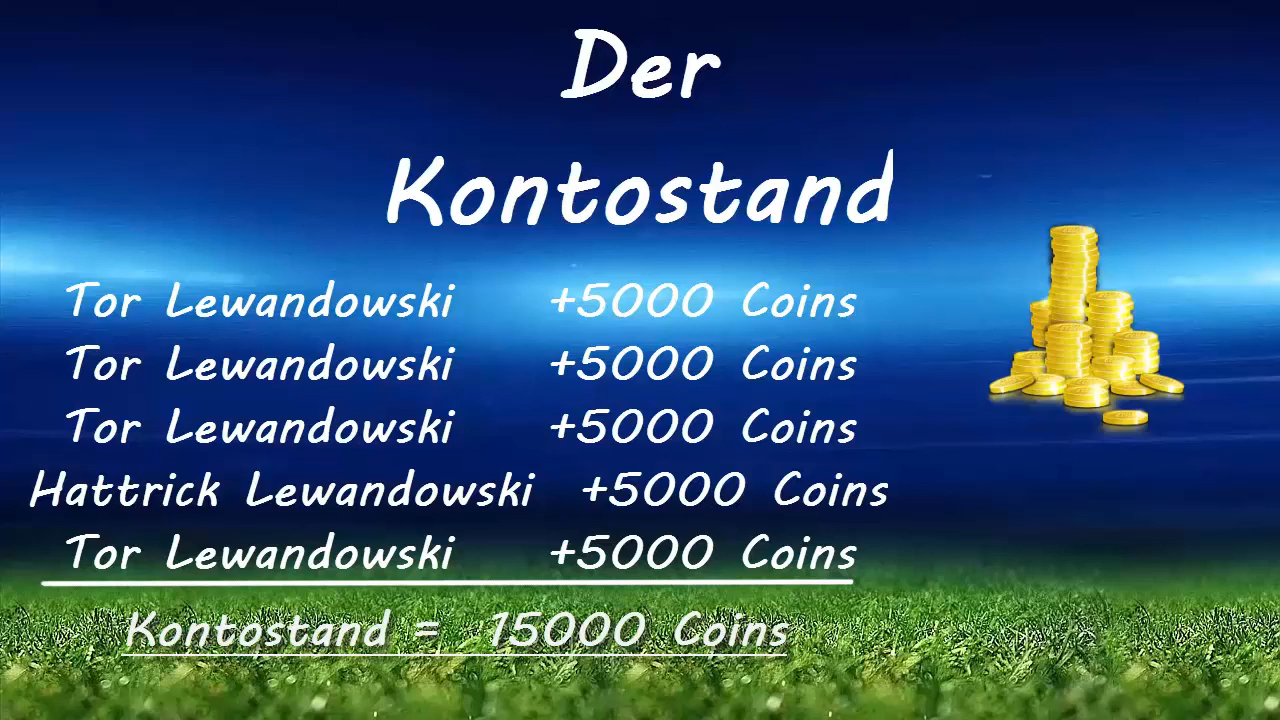 Der
Kontostand
Tor Lewandowski +5000 Coins
Tor Lewandowski +5000 Coins
Tor Lewandowski +5000 Coins
Hattrick Lewandowski +5000 Coins
Tor Lewandowski +5000 Coins
Kontostand = 15000 Coins